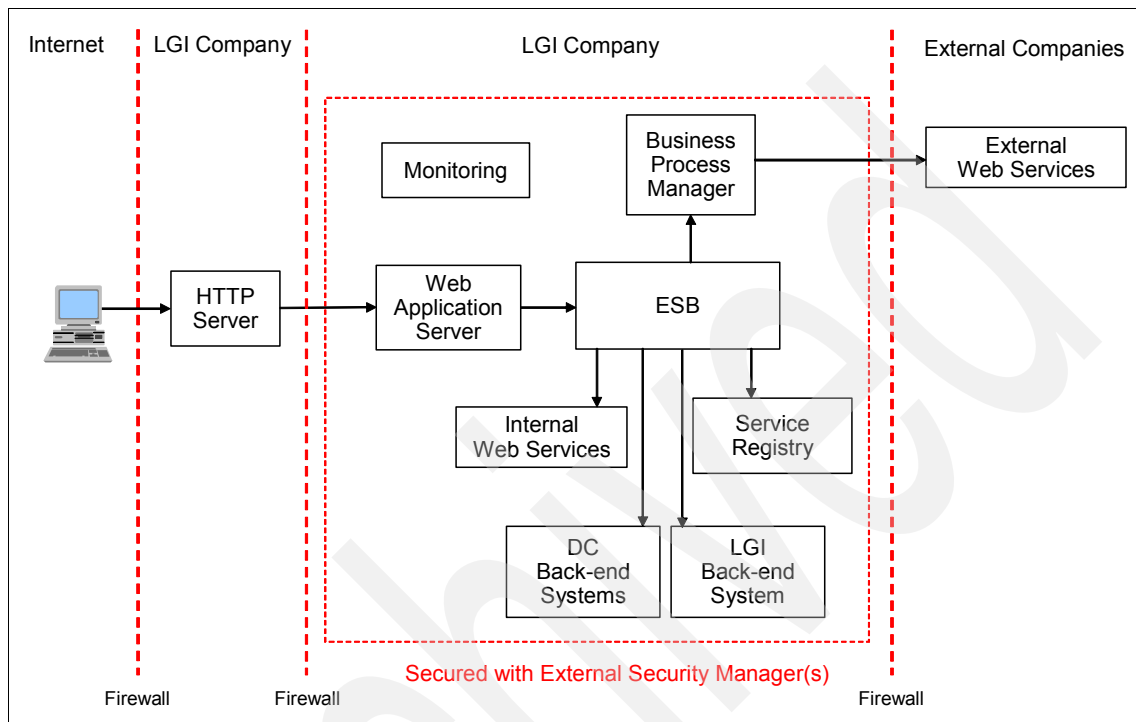 Internet
LGI Company
LGI Company
External Companies
Business
Process
Manager
External
Web Services
Monitoring
HTTP
Server
Web
Application
Server
ESB
Internal
Web Services
Service
Registry
DC
Back-end
Systems
LGI
Back-end
System
Secured with External Security Manager(s)
Firewall
Firewall
Firewall